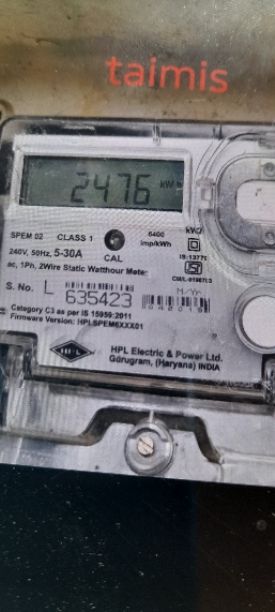 taimis
2476 kWh
SPEM 02 CLASS 1 6400 imp/kWh
240V, 50Hz, 5-30A CAL
ac, 1Ph, 2Wire Static Watthour Meter
S. No. L 635423
Category C3 as per IS 15959:2011
Firmware Version: HPLSPEM6XXX01
HPL Electric & Power Ltd.
Gurugram, (Haryana) INDIA